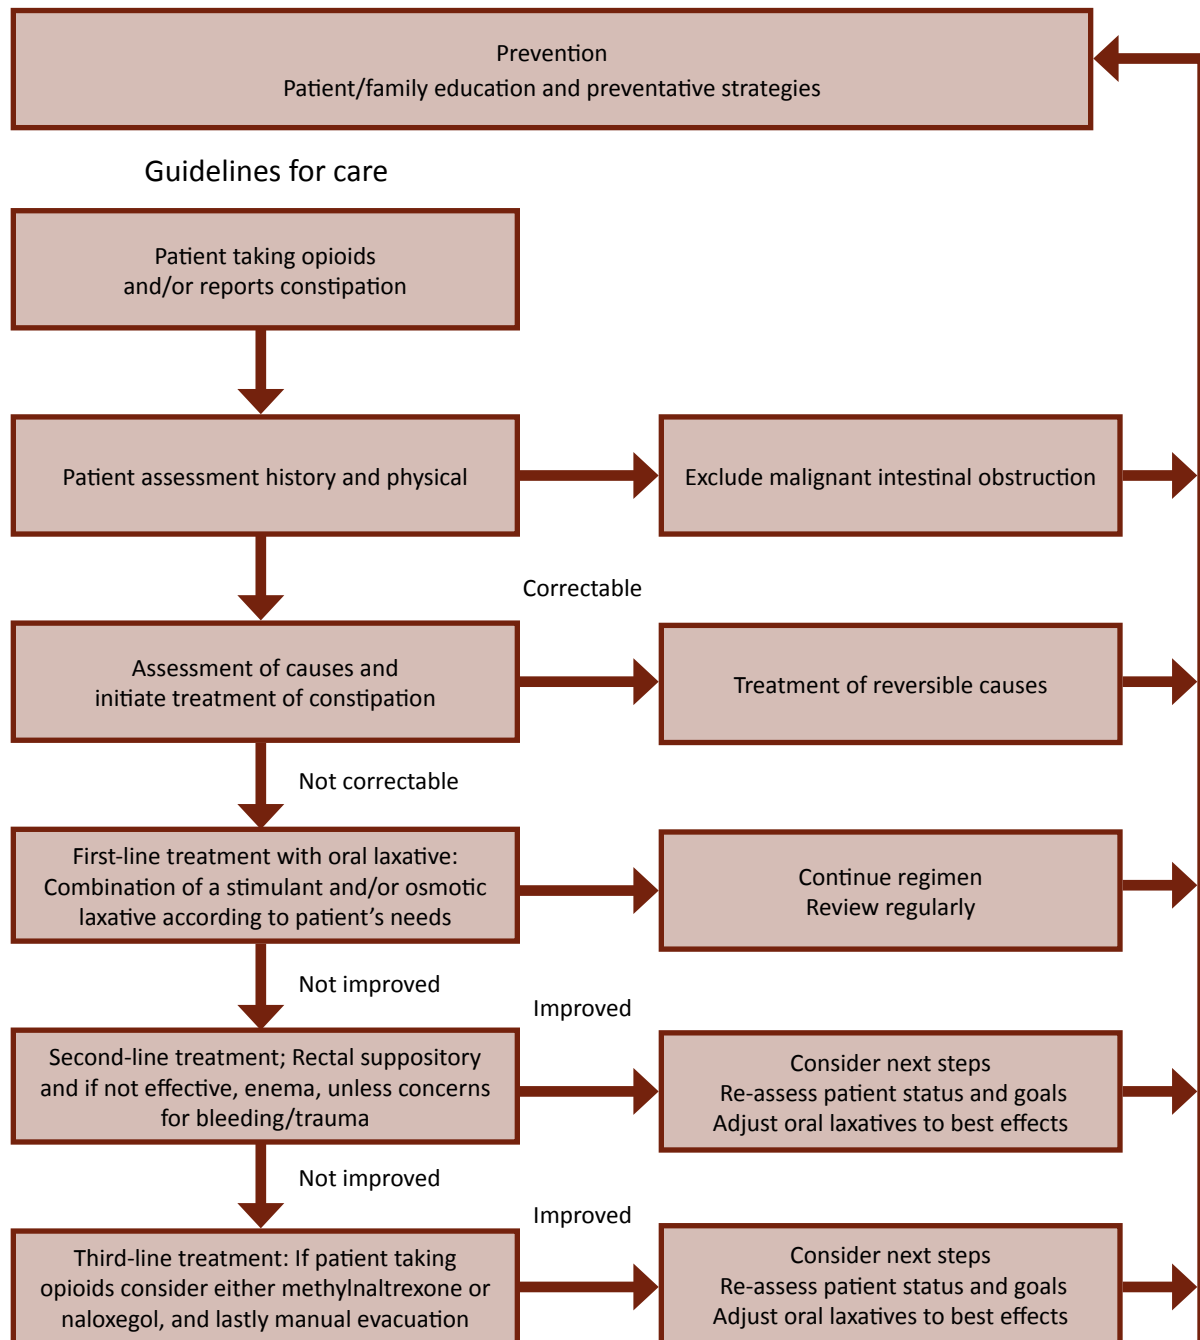 Prevention
Patient/family education and preventative strategies
Guidelines for care
Patient taking opioids
and/or reports constipation
Patient assessment history and physical
Exclude malignant intestinal obstruction
Correctable
Assessment of causes and
initiate treatment of constipation
Treatment of reversible causes
Not correctable
First-line treatment with oral laxative:
Combination of a stimulant and/or osmotic
laxative according to patient’s needs
Continue regimen
Review regularly
Not improved
Improved
Second-line treatment; Rectal suppository
and if not effective, enema, unless concerns
for bleeding/trauma
Consider next steps
Re-assess patient status and goals
Adjust oral laxatives to best effects
Not improved
Improved
Third-line treatment: If patient taking
opioids consider either methylnaltrexone or
naloxegol, and lastly manual evacuation
Consider next steps
Re-assess patient status and goals
Adjust oral laxatives to best effects